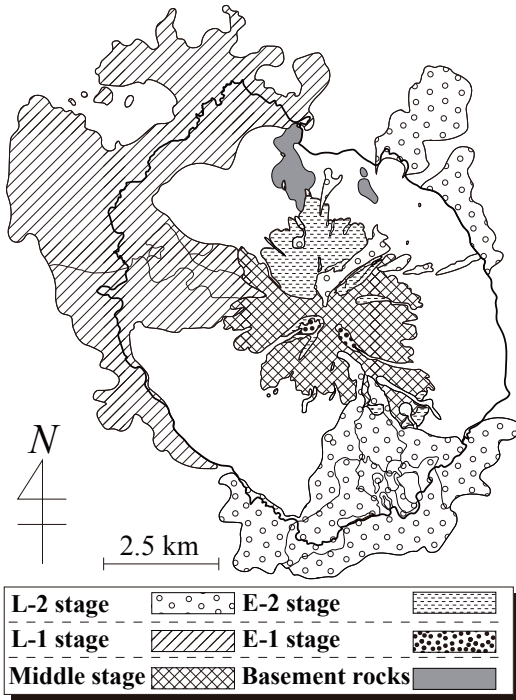 N
2.5 km
L-2 stage E-2 stage
L-1 stage E-1 stage
Middle stage Basement rocks